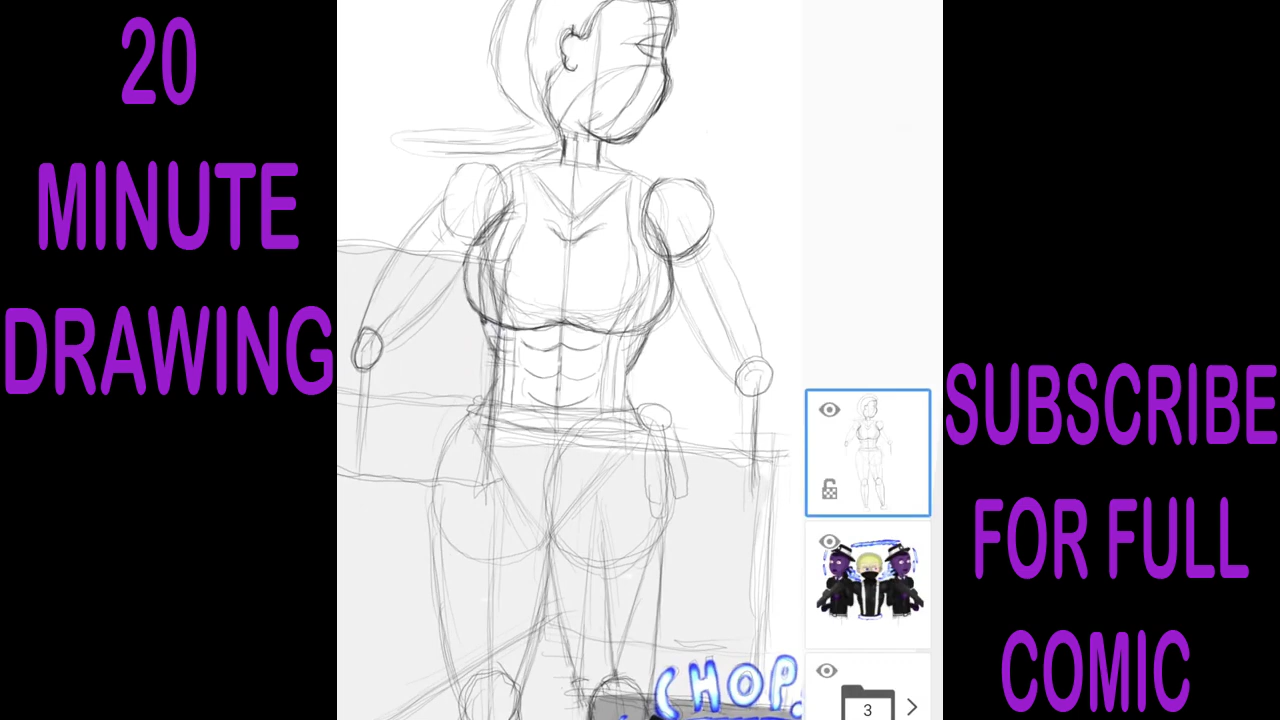 20
MINUTE
DRAWING
CHOP.
3
SUBSCRIBE
FOR FULL
COMIC